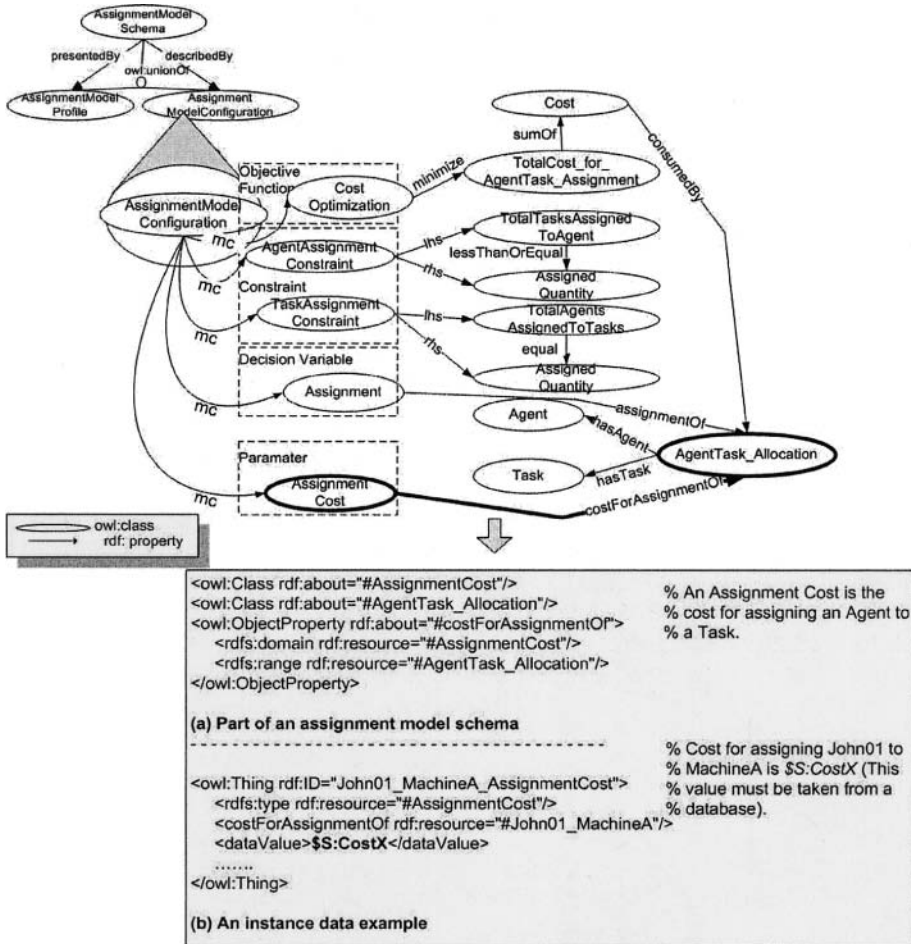 AssignmentModel
Schema
presentedBy
describedBy
owl:unionOf
AssignmentModel
Profile
Assignment
ModelConfiguration
AssignmentModel
Configuration
mc
mc
mc
mc
mc
Objective
Function
Cost
Optimization
minimize
Cost
sumOf
TotalCost_for_
AgentTask_Assignment
consumedBy
AgentAssignment
Constraint
lhs
rhs
TotalTasksAssigned
ToAgent
lessThanOrEqual
Assigned
Quantity
Constraint
TaskAssignment
Constraint
lhs
rhs
TotalAgents
AssignedToTasks
equal
Assigned
Quantity
Decision Variable
Assignment
assignmentOf
Agent
hasAgent
AgentTask_Allocation
Task
hasTask
Paramater
Assignment
Cost
costForAssignmentOf
owl:class
rdf: property
<owl:Class rdf:about="#AssignmentCost"/>
<owl:Class rdf:about="#AgentTask_Allocation"/>
<owl:ObjectProperty rdf:about="#costForAssignmentOf">
<rdfs:domain rdf:resource="#AssignmentCost"/>
<rdfs:range rdf:resource="#AgentTask_Allocation"/>
</owl:ObjectProperty>
% An Assignment Cost is the
% cost for assigning an Agent to
% a Task.
(a) Part of an assignment model schema
<owl:Thing rdf:ID="John01_MachineA_AssignmentCost">
<rdfs:type rdf:resource="#AssignmentCost"/>
<costForAssignmentOf rdf:resource="#John01_MachineA"/>
<dataValue>$S:CostX</dataValue>
.......
</owl:Thing>
% Cost for assigning John01 to
% MachineA is $S:CostX (This
% value must be taken from a
% database).
(b) An instance data example